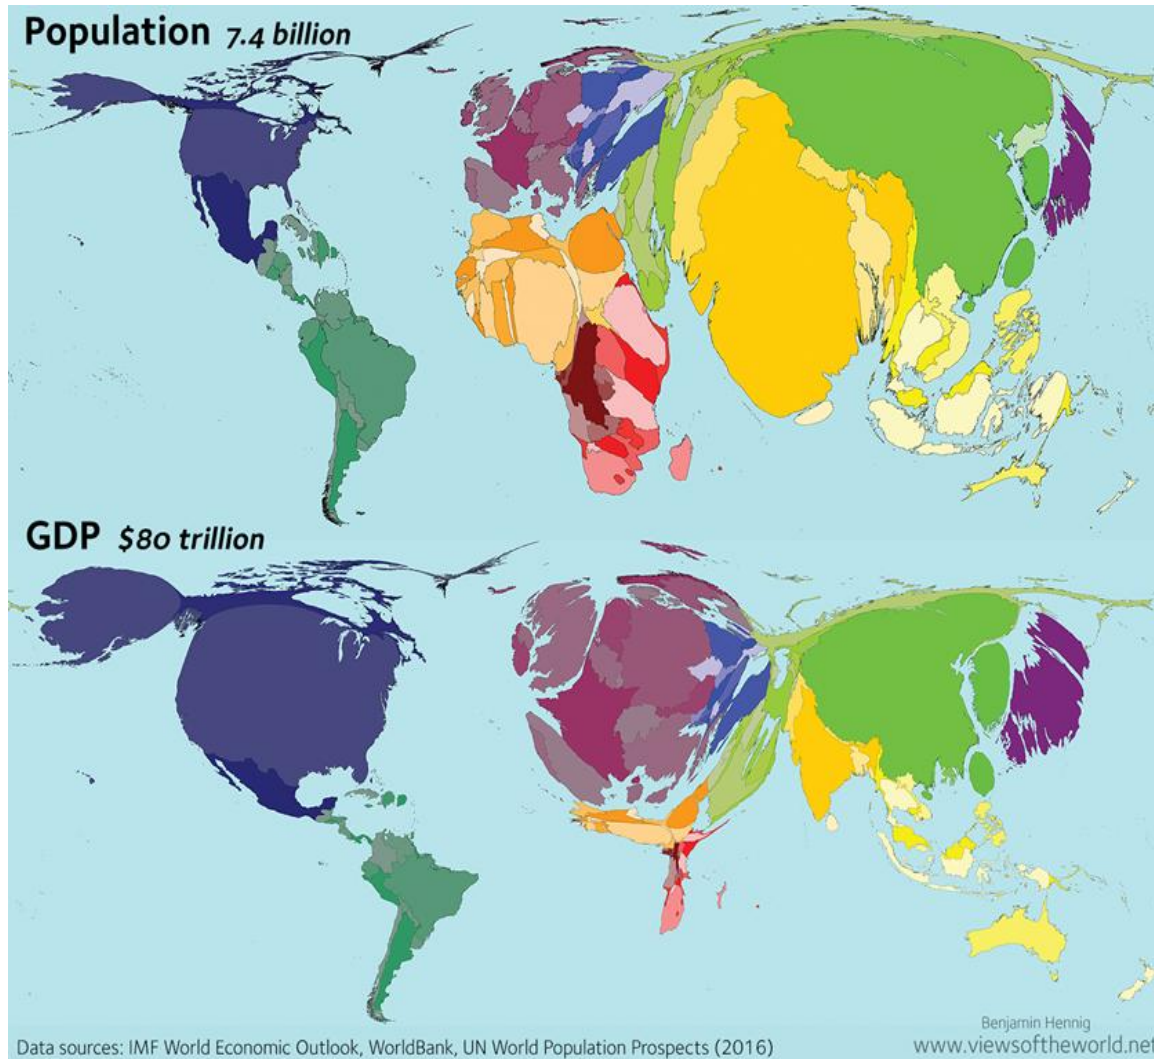 Population 7.4 billion
GDP $80 trillion
Benjamin Hennig
Data sources: IMF World Economic Outlook, WorldBank, UN World Population Prospects (2016) www.viewsoftheworld.net